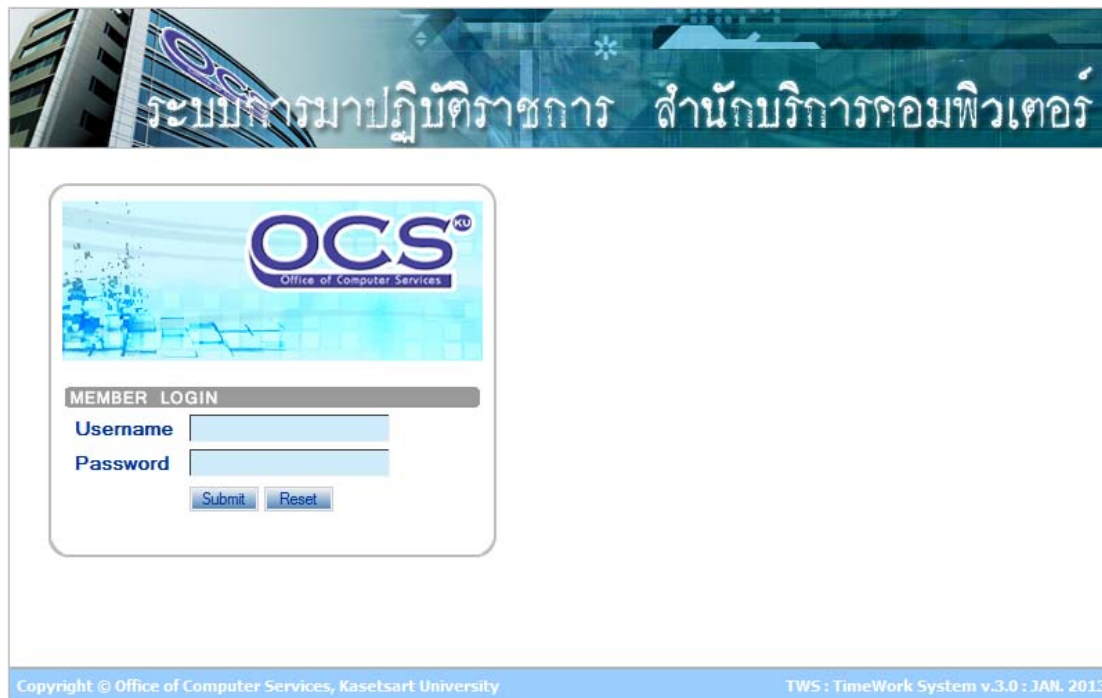 OCS
ระบบการมาปฏิบัติราชการ สำนักบริการคอมพิวเตอร์
OCS KU
Office of Computer Services
MEMBER LOGIN
Username
Password
Submit Reset
Copyright © Office of Computer Services, Kasetsart University TWS : TimeWork System v.3.0 : JAN. 2013